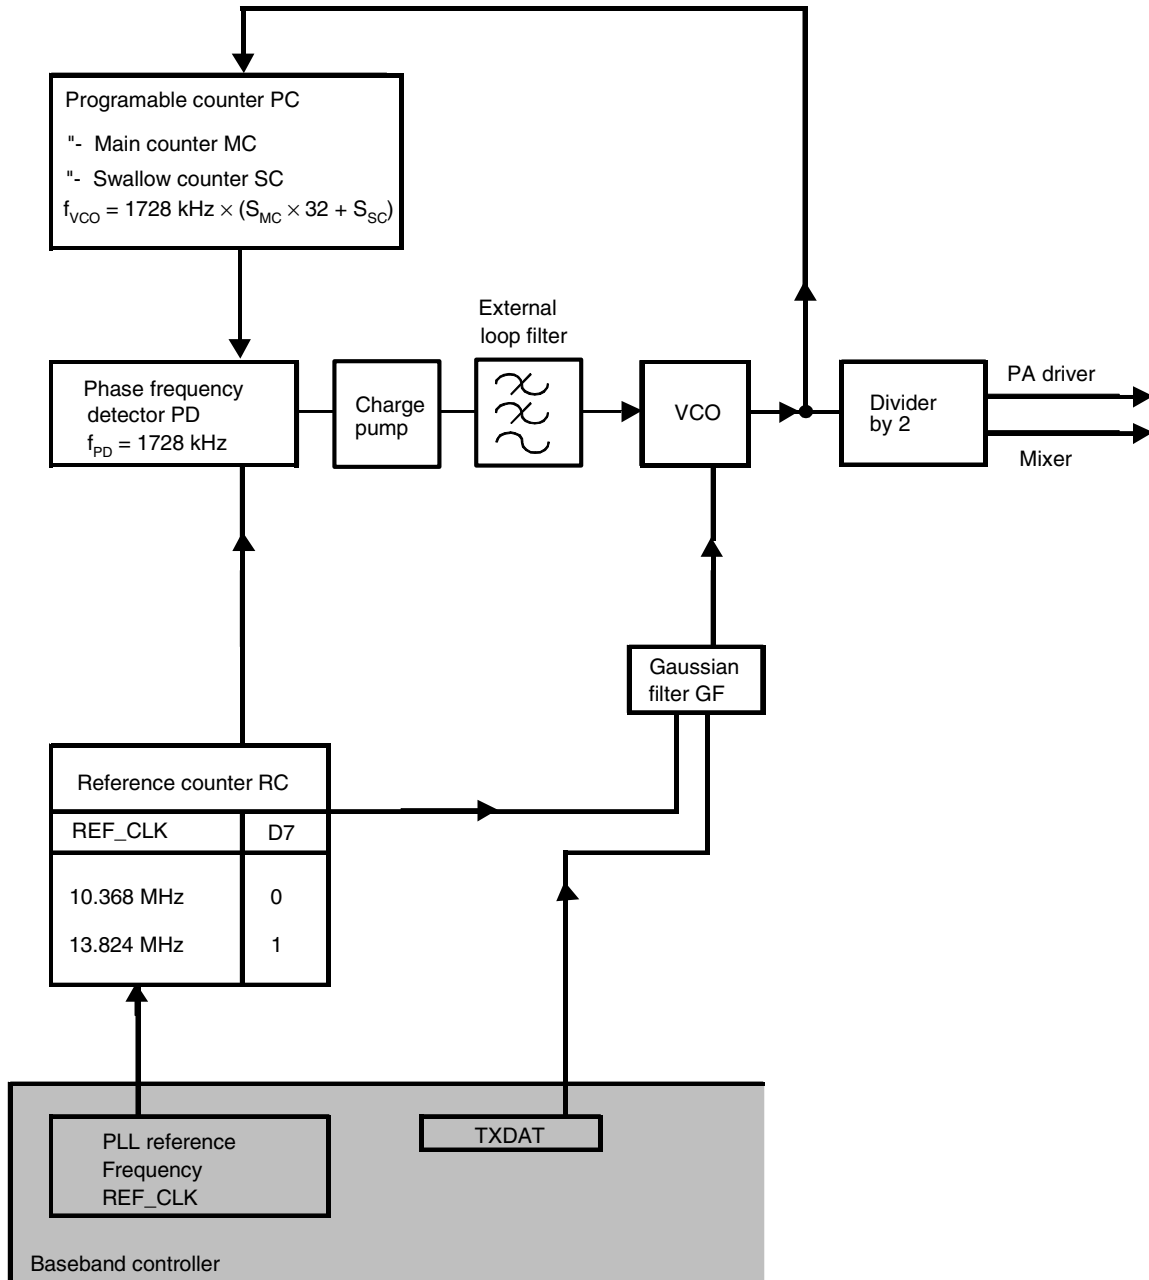 Programable counter PC
"- Main counter MC
"- Swallow counter SC
fVCO = 1728 kHz × (SMC × 32 + SSC)
External
loop filter
Phase frequency
detector PD
fPD = 1728 kHz
Charge
pump
VCO
Divider
by 2
PA driver
Mixer
Gaussian
filter GF
Reference counter RC
REF_CLK D7
10.368 MHz 0
13.824 MHz 1
PLL reference
Frequency
REF_CLK
TXDAT
Baseband controller